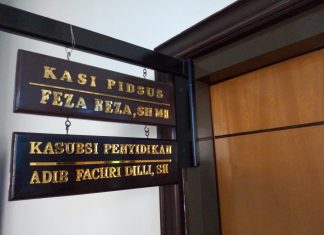 KASI PIDSUS
FEZA REZA, SH MH
KASUBSI PENYIDIKAN
ADIB FACHRI DILLI, SH